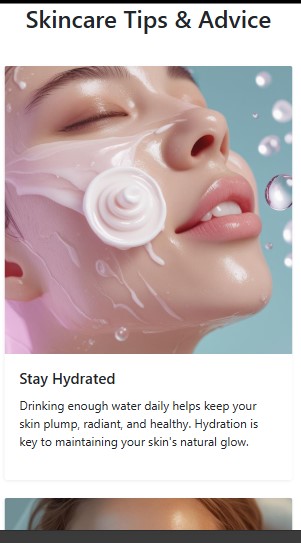 Skincare Tips & Advice
Stay Hydrated
Drinking enough water daily helps keep your
skin plump, radiant, and healthy. Hydration is
key to maintaining your skin's natural glow.